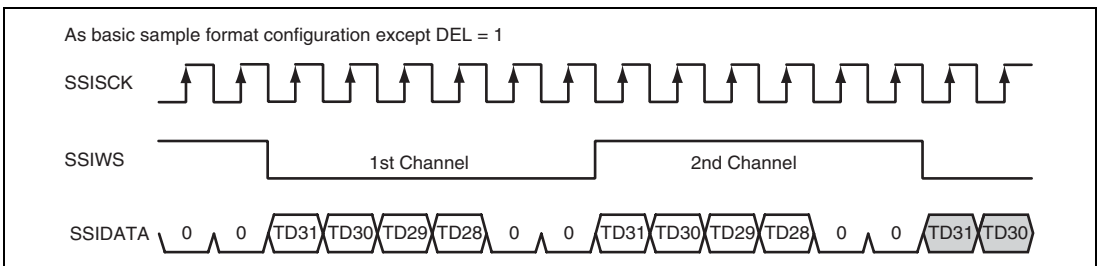 As basic sample format configuration except DEL = 1
SSISCK
SSIWS 1st Channel 2nd Channel
SSIDATA 0 0 TD31 TD30 TD29 TD28 0 0 TD31 TD30 TD29 TD28 0 0 TD31 TD30